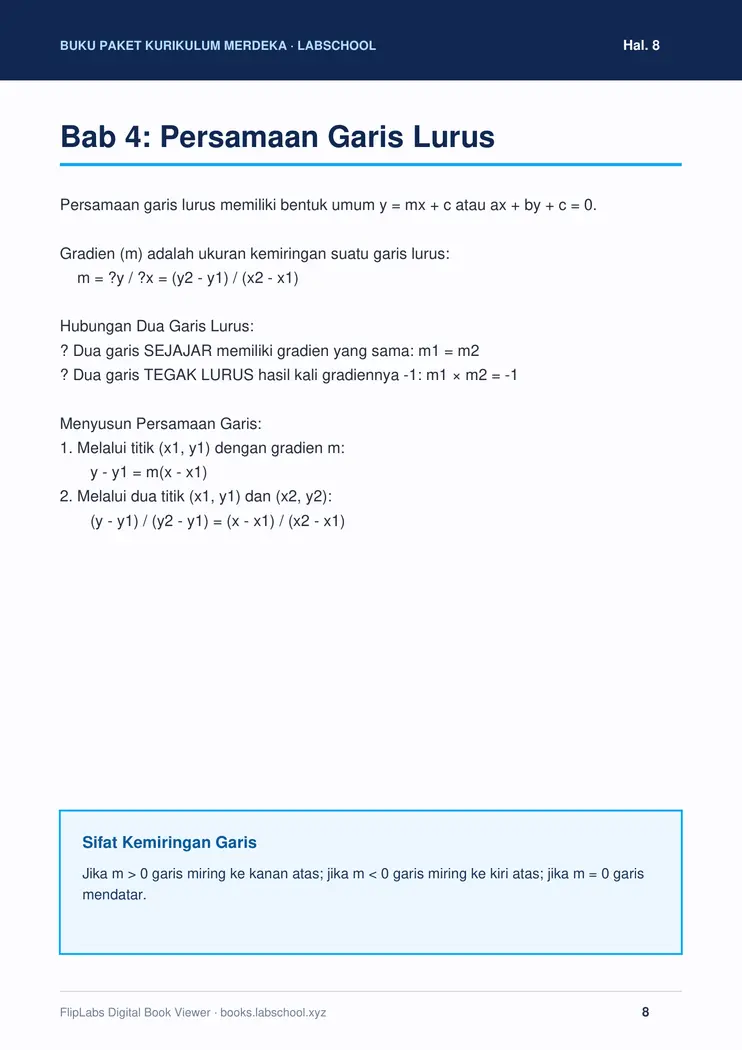 BUKU PAKET KURIKULUM MERDEKA · LABSCHOOL
Hal. 8
Bab 4: Persamaan Garis Lurus
Persamaan garis lurus memiliki bentuk umum y = mx + c atau ax + by + c = 0.
Gradien (m) adalah ukuran kemiringan suatu garis lurus:
m = ?y / ?x = (y2 - y1) / (x2 - x1)
Hubungan Dua Garis Lurus:
? Dua garis SEJAJAR memiliki gradien yang sama: m1 = m2
? Dua garis TEGAK LURUS hasil kali gradiennya -1: m1 × m2 = -1
Menyusun Persamaan Garis:
1. Melalui titik (x1, y1) dengan gradien m:
y - y1 = m(x - x1)
2. Melalui dua titik (x1, y1) dan (x2, y2):
(y - y1) / (y2 - y1) = (x - x1) / (x2 - x1)
Sifat Kemiringan Garis
Jika m > 0 garis miring ke kanan atas; jika m < 0 garis miring ke kiri atas; jika m = 0 garis
mendatar.
FlipLabs Digital Book Viewer · books.labschool.xyz
8